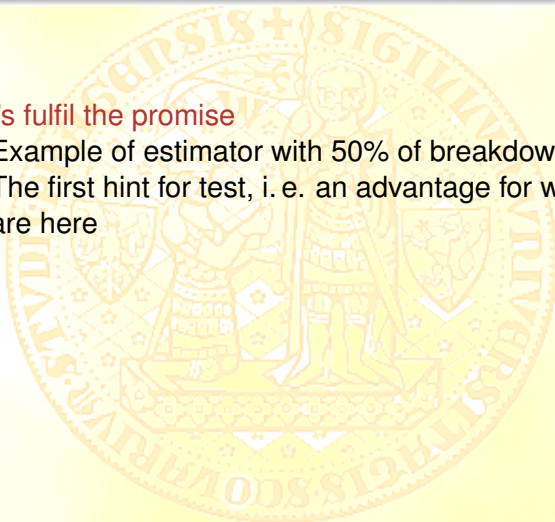 's fulfil the promise
Example of estimator with 50% of breakdow
The first hint for test, i. e. an advantage for w
are here